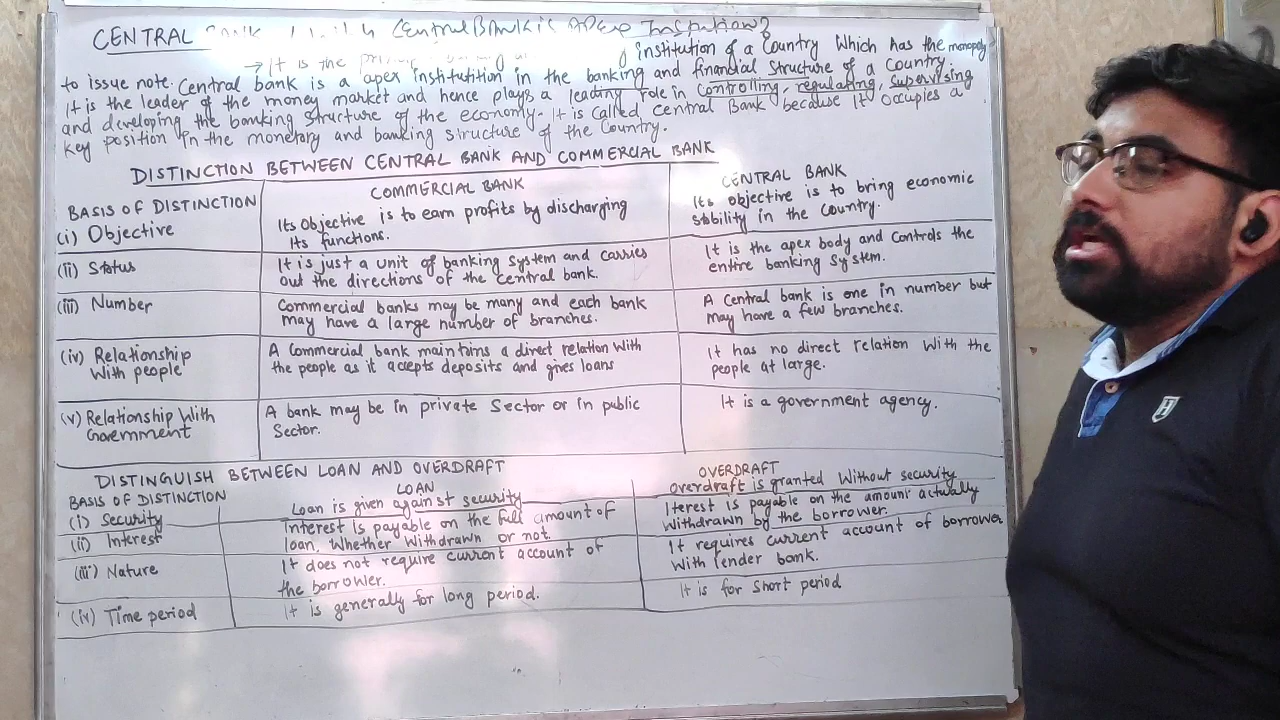 CENTRAL BANK Central Bank is Apex
→ It is the institution of a Country Which has the monopoly
to issue note. Central bank is a apex institutition in the banking and financial Structure of a Country.
It is the leader of the money market and hence plays a leading role in Controlling, regulating, supervising
and developing the banking structure of the economy. It is called Central Bank because it occupies a
key position in the monetary and banking structure of the Country.
DISTINCTION BETWEEN CENTRAL BANK AND COMMERCIAL BANK
BASIS OF DISTINCTION
COMMERCIAL BANK
CENTRAL BANK
(i) Objective
Its Objective is to earn profits by discharging
Its functions.
Its objective is to bring economic
stability in the Country.
(ii) Status
It is just a unit of banking System and carries
out the directions of the Central bank.
It is the apex body and Controls the
entire banking System.
(iii) Number
Commercial banks may be many and each bank
may have a large number of branches.
A Central bank is one in number but
may have a few branches.
(iv) Relationship
With people
A Commercial bank maintains a direct relation With
the people as it accepts deposits and gives loans
It has no direct relation With the
people at large.
(v) Relationship With
Government
A bank may be in private Sector or in public
Sector.
It is a government agency.
DISTINGUISH BETWEEN LOAN AND OVERDRAFT
BASIS OF DISTINCTION
LOAN
OVERDRAFT
(i) Security
Loan is given against security
Overdraft is granted Without security
(ii) Interest
Interest is payable on the full amount of
loan, Whether Withdrawn or not.
Iterest is payable on the amount actually
Withdrawn by the borrower.
(iii) Nature
It does not require current account of
the borrower.
It requires current account of borrower
With lender bank.
(iv) Time period
It is generally for long period.
It is for short period